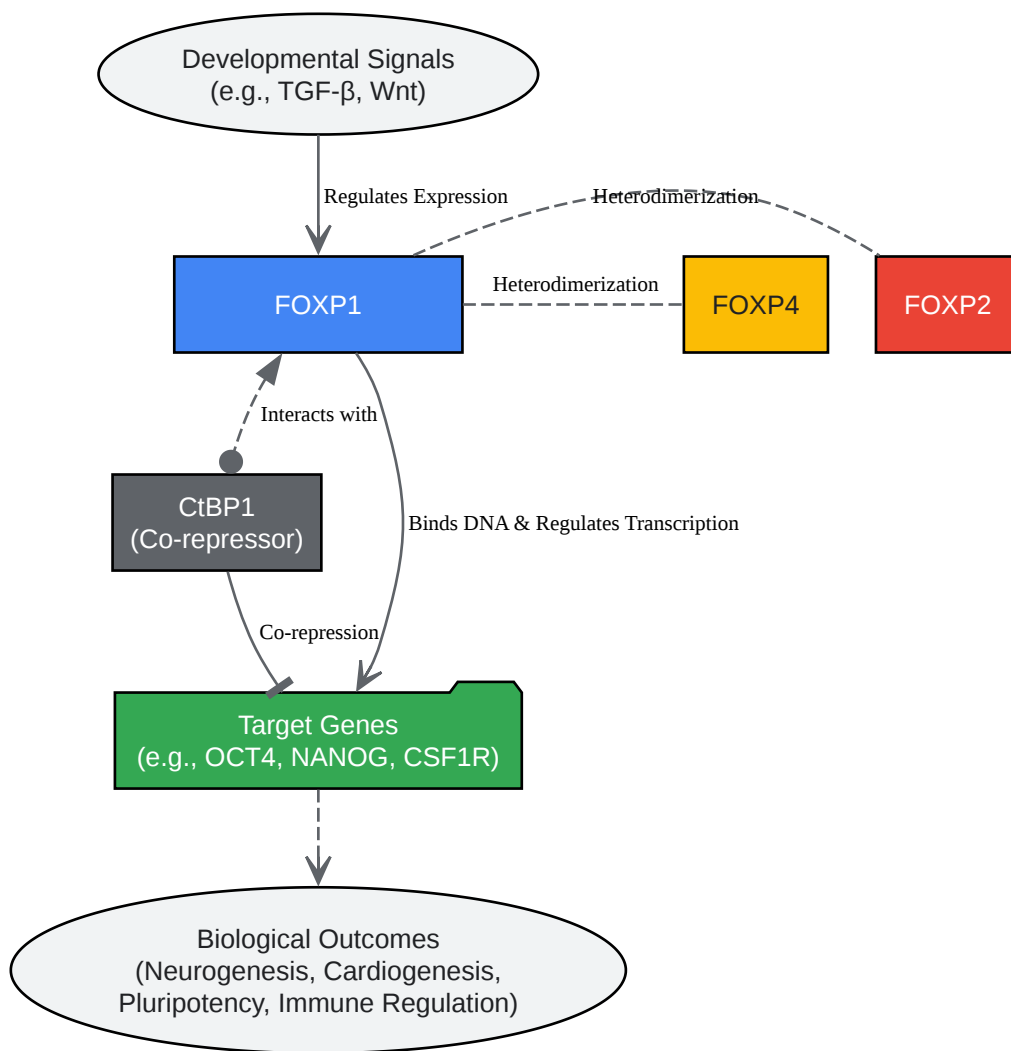 Developmental Signals
(e.g., TGF-β, Wnt)
Regulates Expression
Heterodimerization
Heterodimerization
FOXP1
FOXP4
FOXP2
Interacts with
CtBP1
(Co-repressor)
Binds DNA & Regulates Transcription
Co-repression
Target Genes
(e.g., OCT4, NANOG, CSF1R)
Biological Outcomes
(Neurogenesis, Cardiogenesis,
Pluripotency, Immune Regulation)